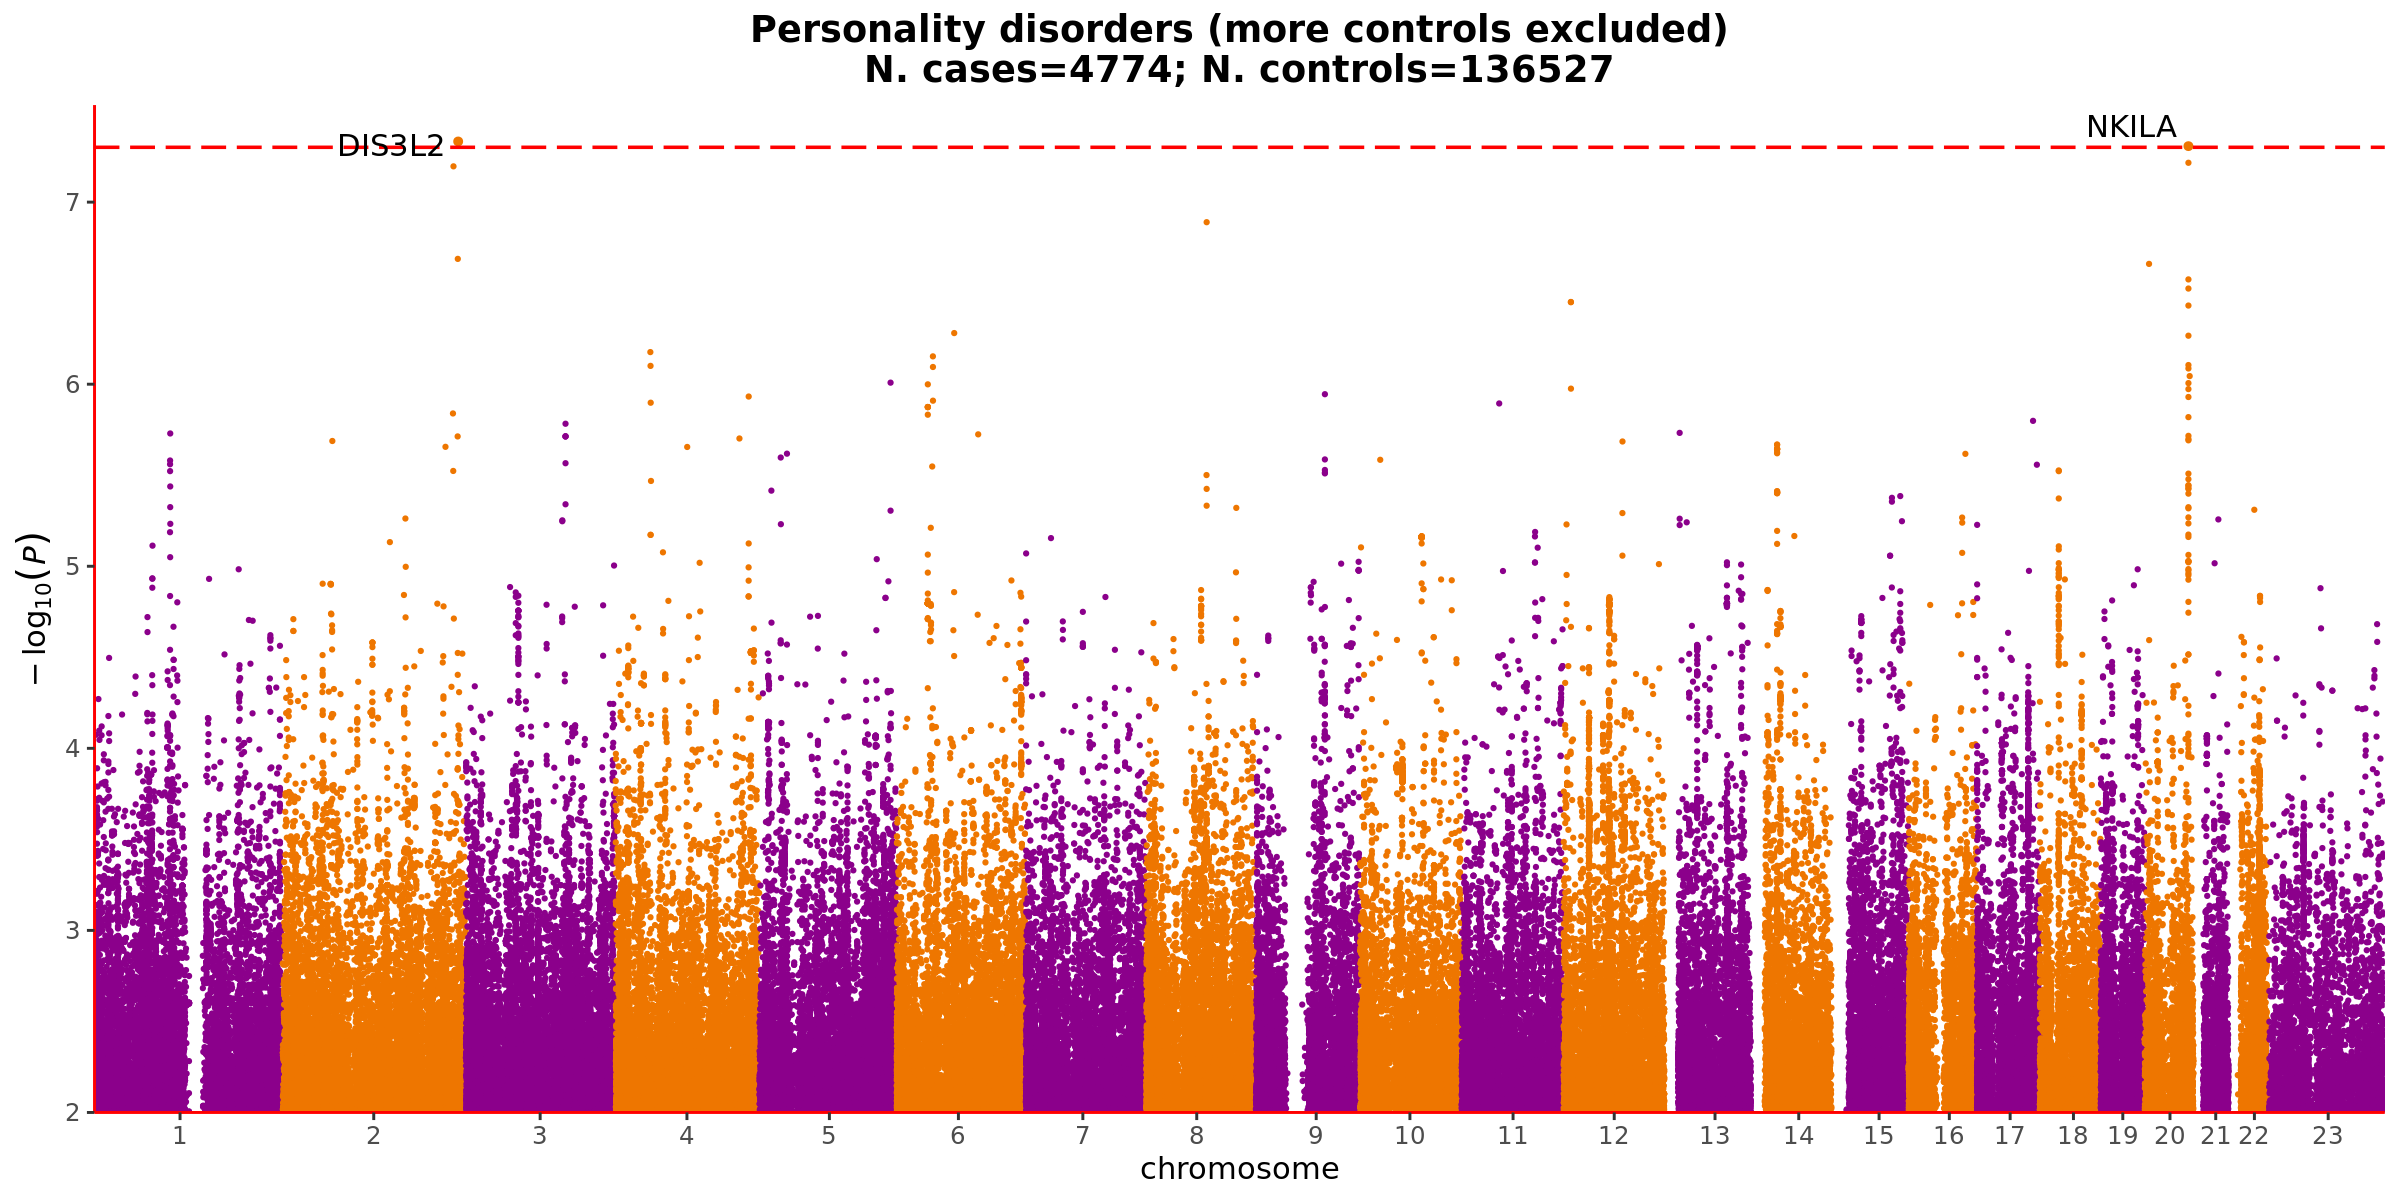 Personality disorders (more controls excluded)
N. cases=4774; N. controls=136527
DIS3L2
NKILA
7
6
5
4
3
2
−log10(P)
1 2 3 4 5 6 7 8 9 10 11 12 13 14 15 16 17 18 19 20 21 22 23
chromosome